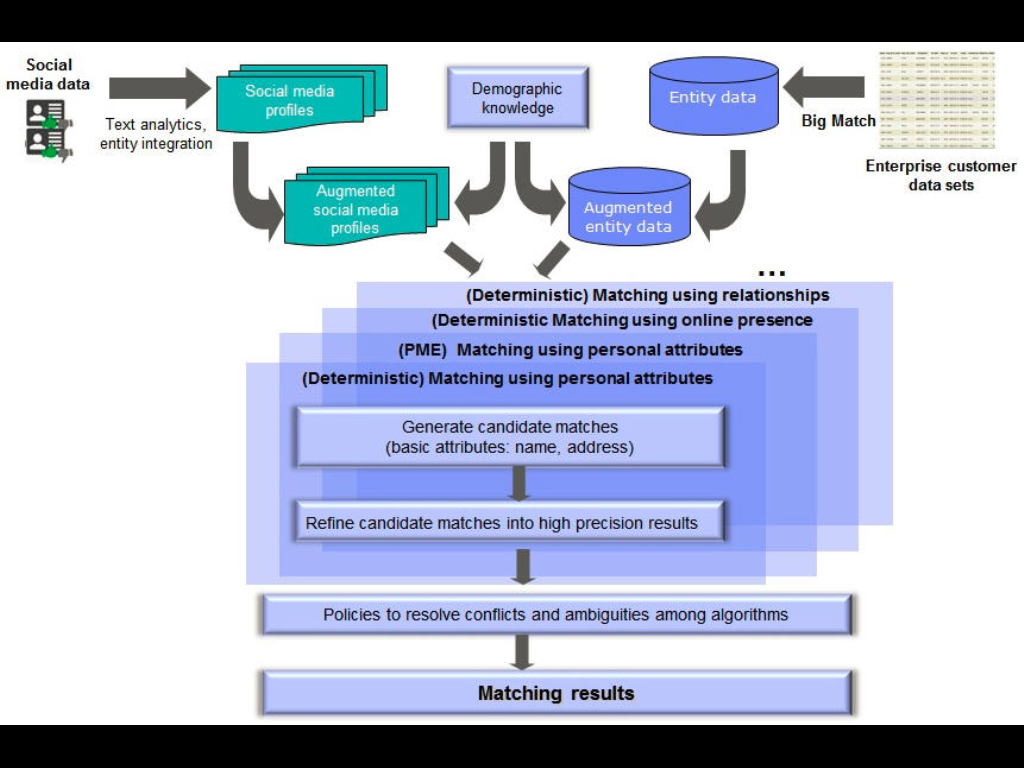 Social
media data
Text analytics,
entity integration
Social media
profiles
Demographic
knowledge
Entity data
Big Match
Enterprise customer
data sets
Augmented
social media
profiles
Augmented
entity data
...
(Deterministic) Matching using relationships
(Deterministic Matching using online presence
(PME) Matching using personal attributes
(Deterministic) Matching using personal attributes
Generate candidate matches
(basic attributes: name, address)
Refine candidate matches into high precision results
Policies to resolve conflicts and ambiguities among algorithms
Matching results